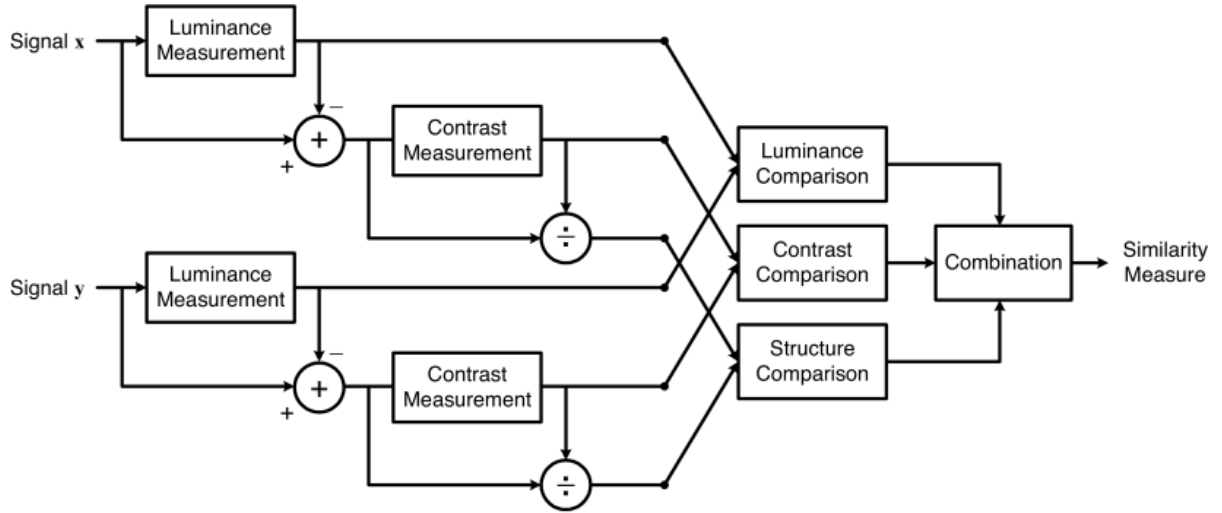 Signal x
Luminance
Measurement
−
+
+
Contrast
Measurement
÷
Signal y
Luminance
Measurement
−
+
+
Contrast
Measurement
÷
Luminance
Comparison
Contrast
Comparison
Structure
Comparison
Combination
Similarity
Measure